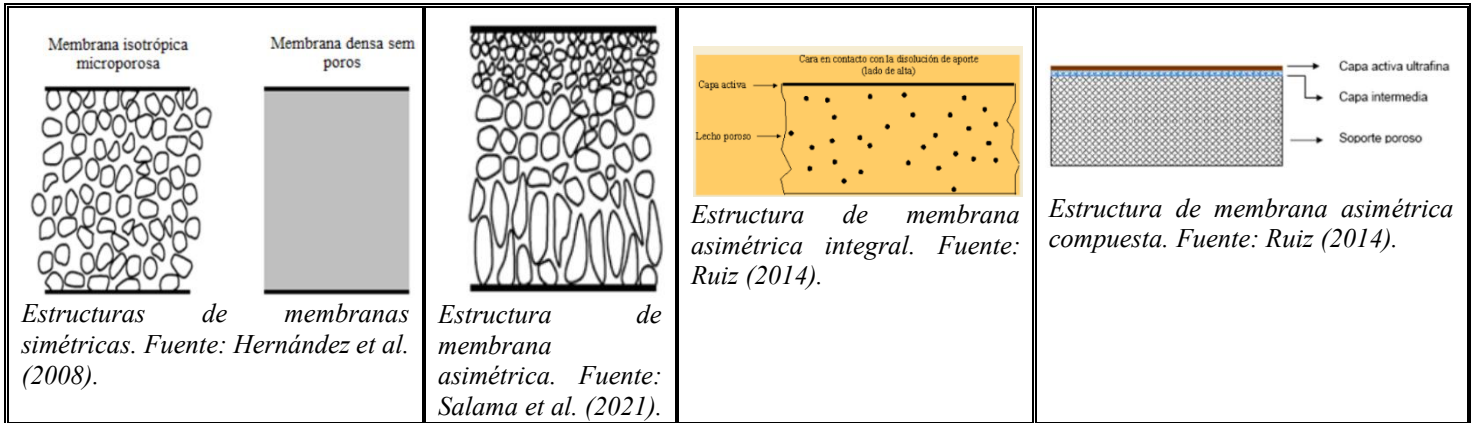 Membrana isotrópica
microporosa
Membrana densa sem
poros
Estructuras de membranas
simétricas. Fuente: Hernández et al.
(2008).
Estructura de
membrana
asimétrica. Fuente:
Salama et al. (2021).
Cara en contacto con la disolución de aporte
(lado de alta)
Capa activa
Lecho poroso
Estructura de membrana
asimétrica integral. Fuente:
Ruiz (2014).
Capa activa ultrafina
Capa intermedia
Soporte poroso
Estructura de membrana asimétrica
compuesta. Fuente: Ruiz (2014).